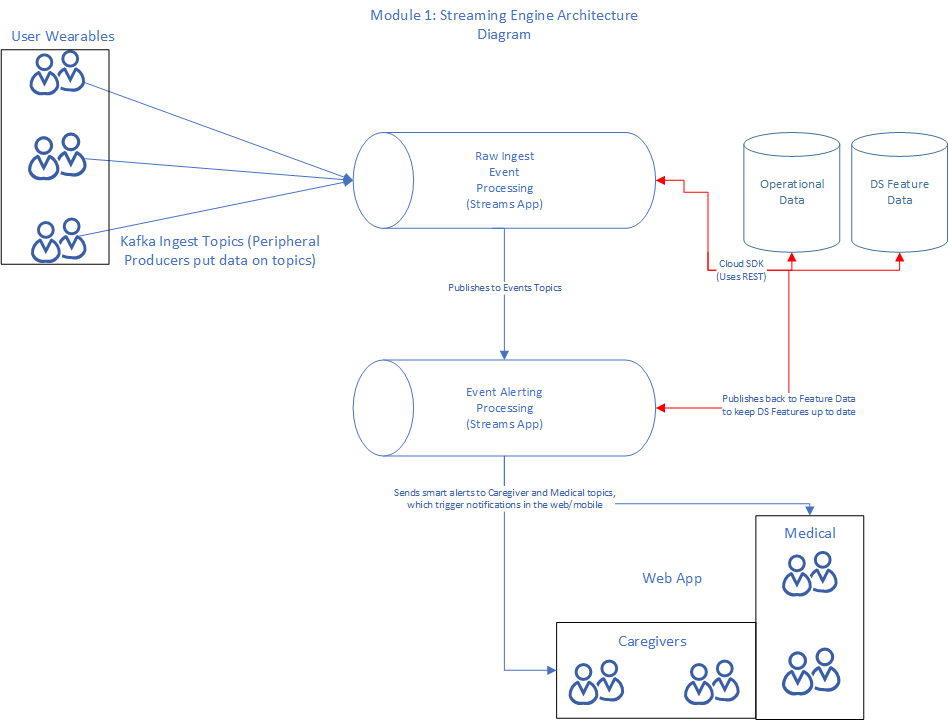 Module 1: Streaming Engine Architecture
Diagram
User Wearables
Raw Ingest
Event
Processing
(Streams App)
Operational
Data
DS Feature
Data
Kafka Ingest Topics (Peripheral
Producers put data on topics)
Cloud SDK
(Uses REST)
Publishes to Events Topics
Event Alerting
Processing
(Streams App)
Publishes back to Feature Data
to keep DS Features up to date
Sends smart alerts to Caregiver and Medical topics,
which trigger notifications in the web/mobile
Medical
Web App
Caregivers